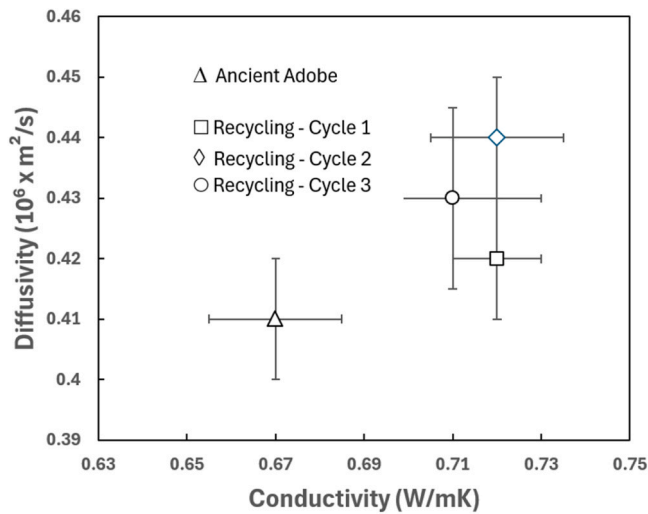 0.46
0.45
0.44
0.43
0.42
0.41
0.4
0.39
Diffusivity (10⁶ x m²/s)
Ancient Adobe
Recycling - Cycle 1
Recycling - Cycle 2
Recycling - Cycle 3
0.63 0.65 0.67 0.69 0.71 0.73 0.75
Conductivity (W/mK)